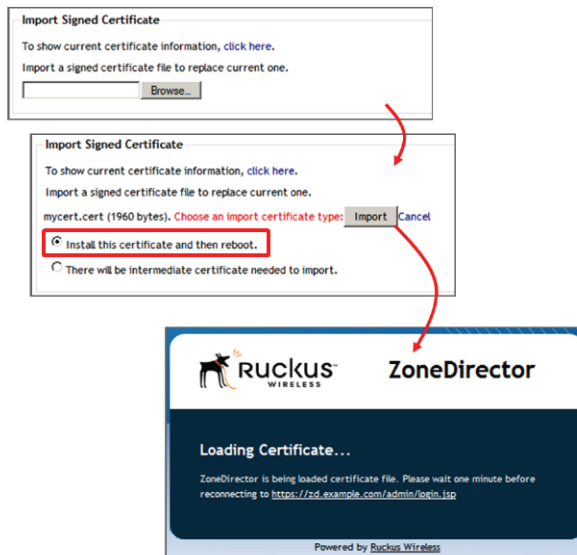 Import Signed Certificate
To show current certificate information, click here.
Import a signed certificate file to replace current one.
Browse...
Import Signed Certificate
To show current certificate information, click here.
Import a signed certificate file to replace current one.
mycert.cert (1960 bytes). Choose an import certificate type: Import Cancel
Install this certificate and then reboot.
There will be intermediate certificate needed to import.
RUCKUS™ ZoneDirector
WIRELESS
Loading Certificate...
ZoneDirector is being loaded certificate file. Please wait one minute before
reconnecting to https://zd.example.com/admin/login.jsp
Powered by Ruckus Wireless